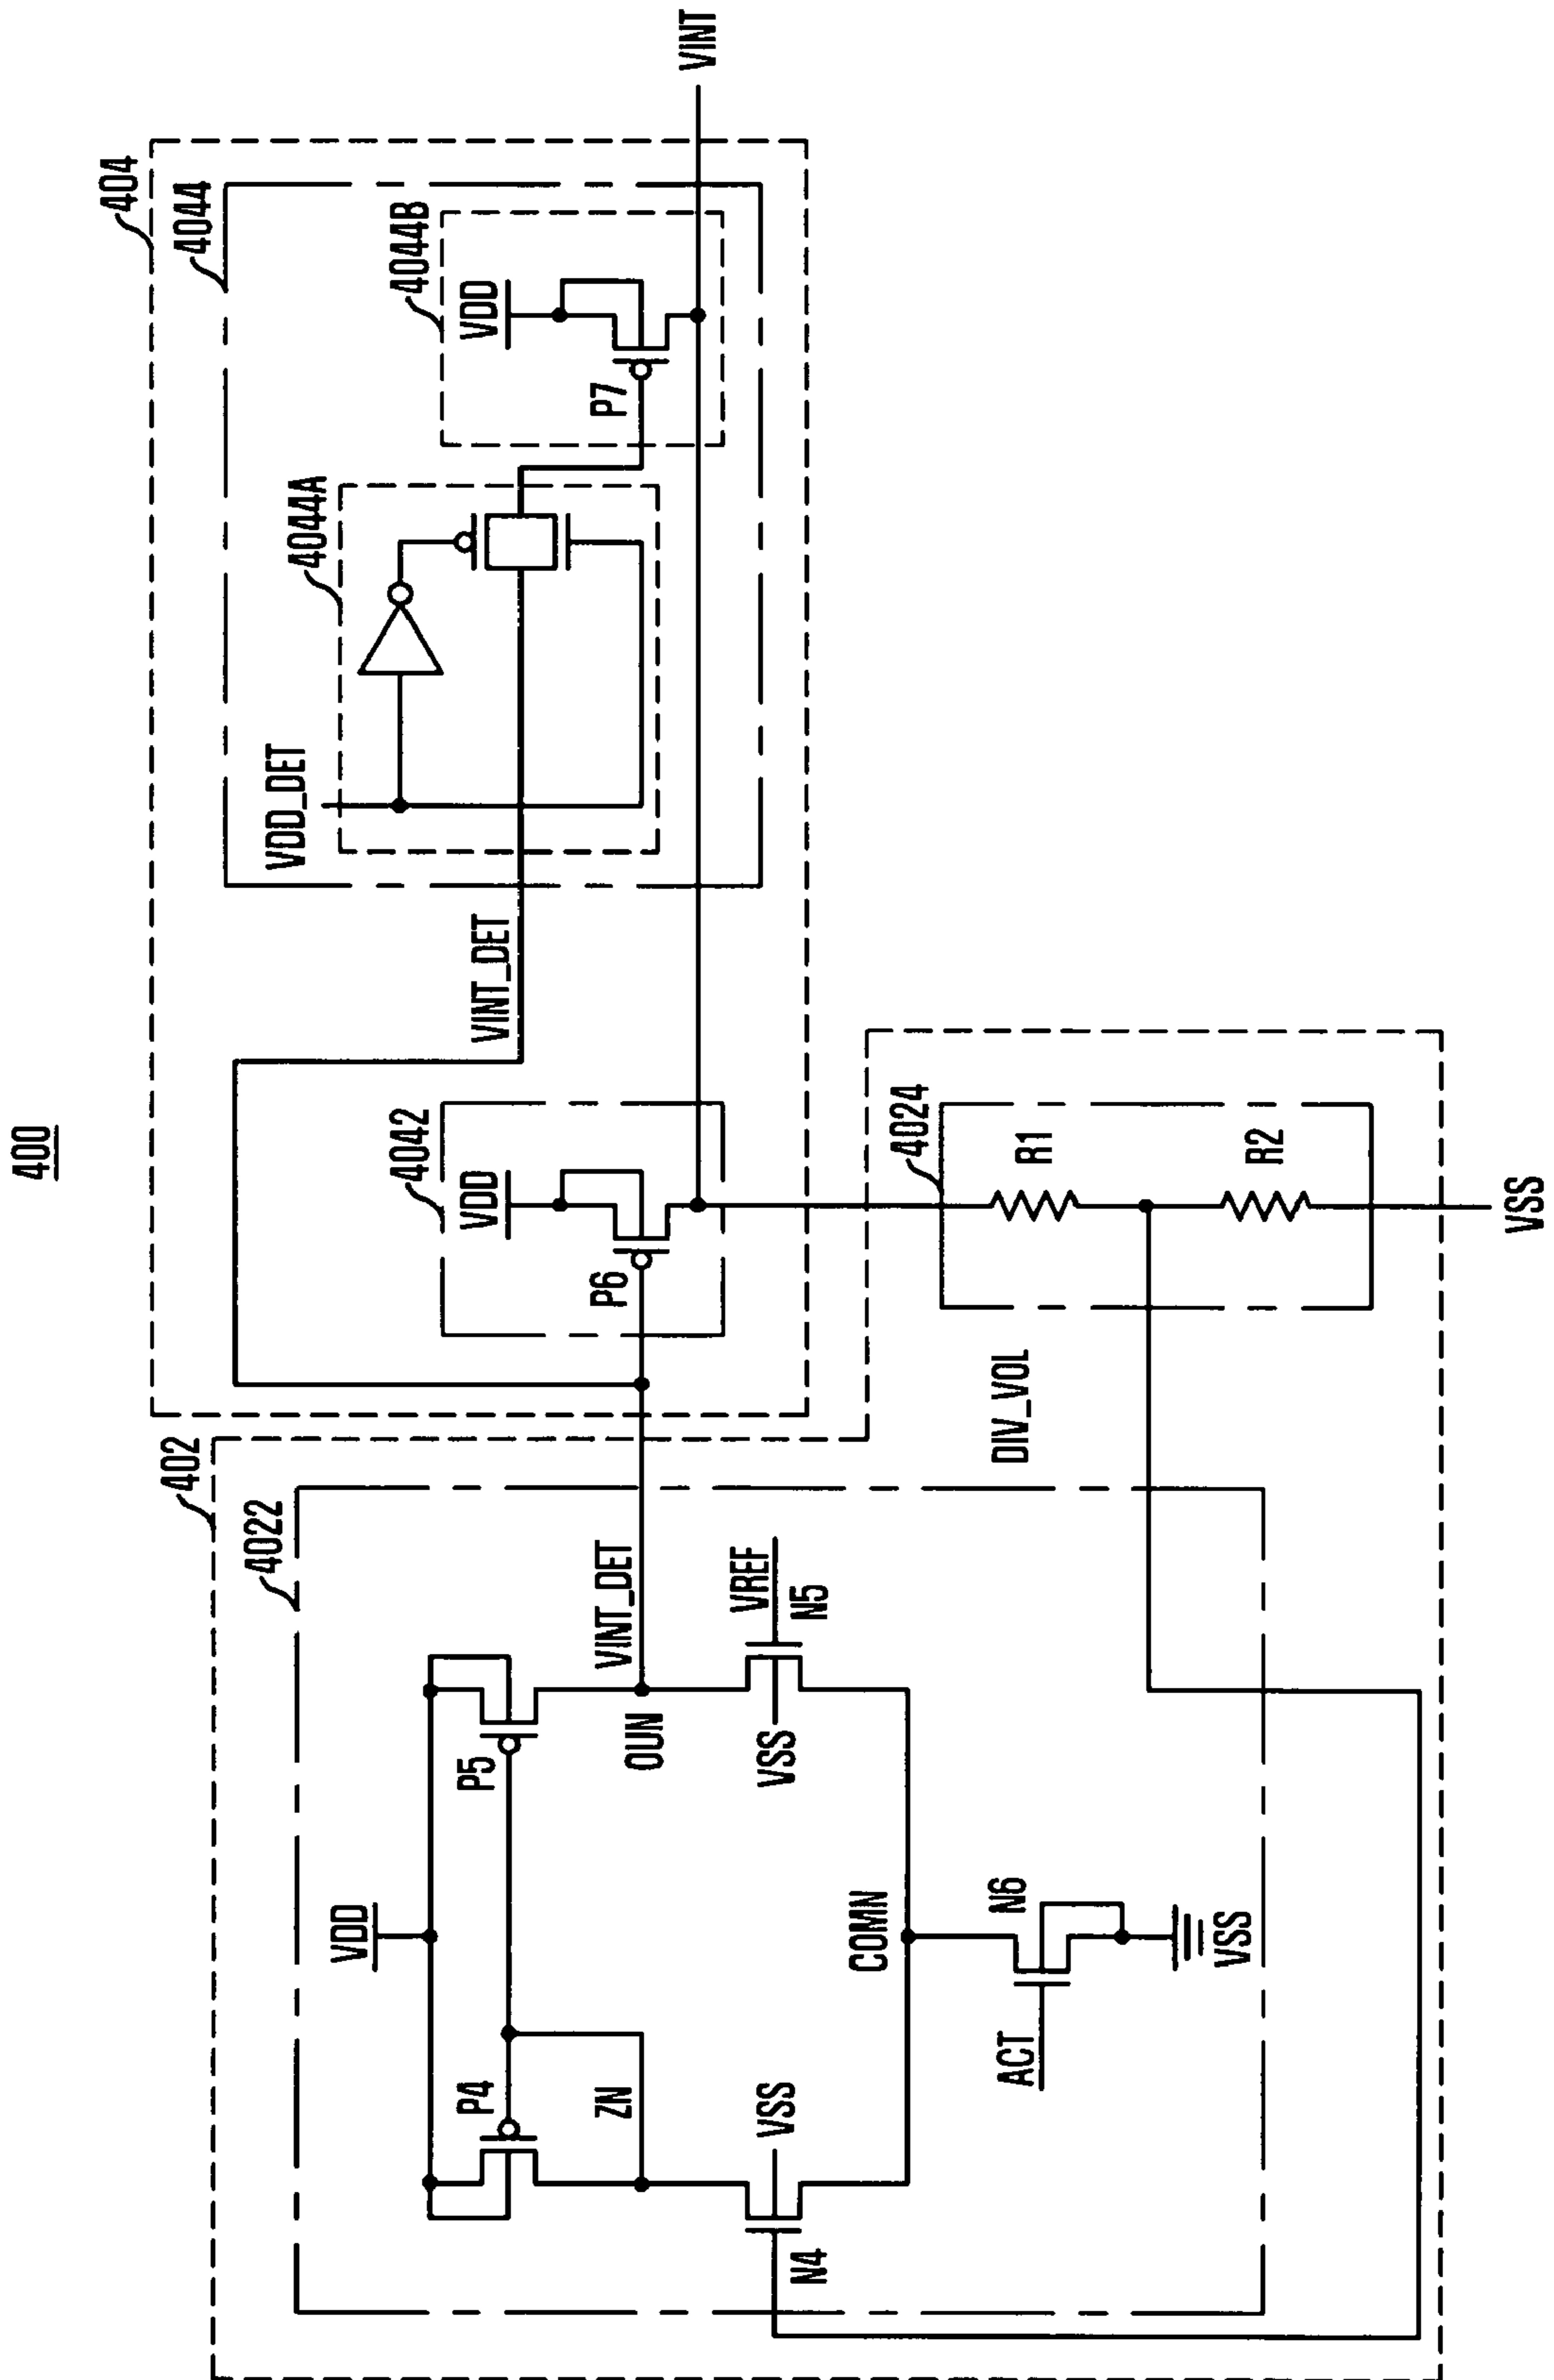 400
404
4044
4044B
VDD
P7
VINT
4044A
VDD_DET
VINT_DET
4042
VDD
P6
402
4022
VDD
P4
P5
ZN
OUN
VINT_DET
VREF
N5
VSS
VSS
N4
COMN
ACT
N6
VSS
DIV_VOL
4024
R1
R2
VSS